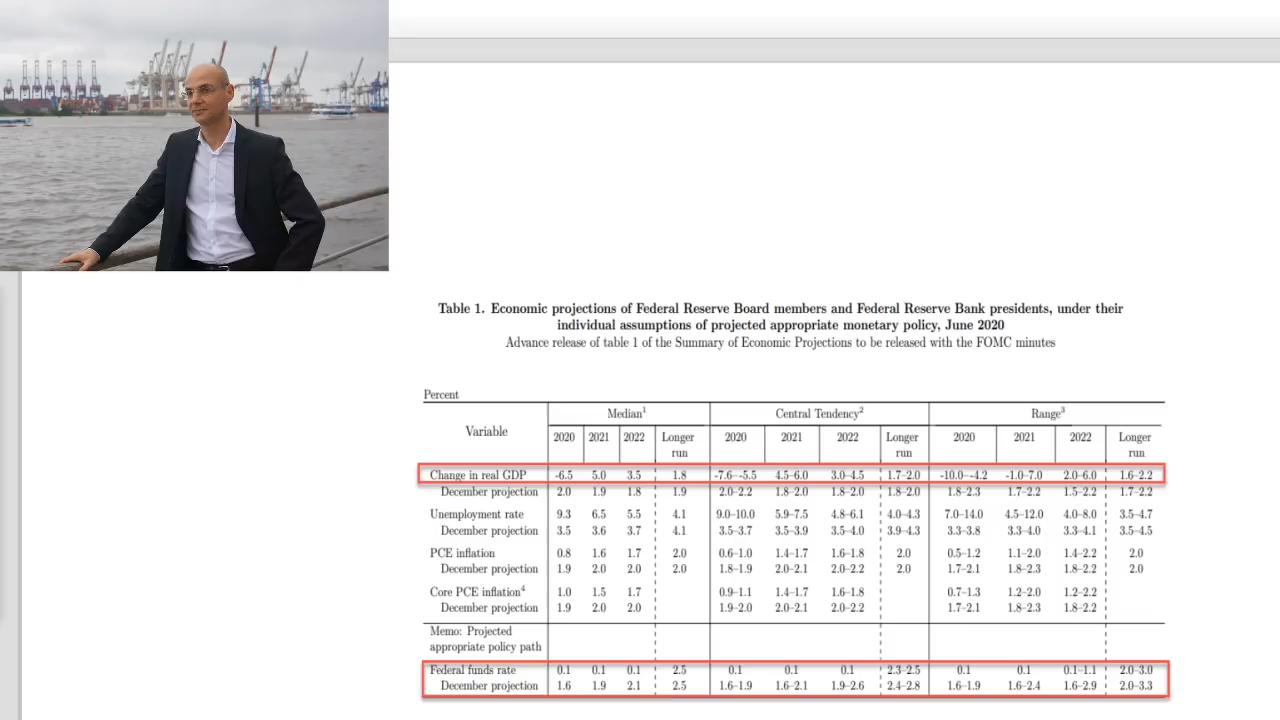 Table 1. Economic projections of Federal Reserve Board members and Federal Reserve Bank presidents, under their
individual assumptions of projected appropriate monetary policy, June 2020
Advance release of table 1 of the Summary of Economic Projections to be released with the FOMC minutes
Percent
Variable Median1 Central Tendency2 Range3
2020 2021 2022 Longer run 2020 2021 2022 Longer run 2020 2021 2022 Longer run
Change in real GDP -6.5 5.0 3.5 1.8 -7.6–-5.5 4.5–6.0 3.0–4.5 1.7–2.0 -10.0–-4.2 -1.0–7.0 2.0–6.0 1.6–2.2
December projection 2.0 1.9 1.8 1.9 2.0–2.2 1.8–2.0 1.8–2.0 1.8–2.0 1.8–2.3 1.7–2.2 1.5–2.2 1.7–2.2
Unemployment rate 9.3 6.5 5.5 4.1 9.0–10.0 5.9–7.5 4.8–6.1 4.0–4.3 7.0–14.0 4.5–12.0 4.0–8.0 3.5–4.7
December projection 3.5 3.6 3.7 4.1 3.5–3.7 3.5–3.9 3.5–4.0 3.9–4.3 3.3–3.8 3.3–4.0 3.3–4.1 3.5–4.5
PCE inflation 0.8 1.6 1.7 2.0 0.6–1.0 1.4–1.7 1.6–1.8 2.0 0.5–1.2 1.1–2.0 1.4–2.2 2.0
December projection 1.9 2.0 2.0 2.0 1.8–1.9 2.0–2.1 2.0–2.2 2.0 1.7–2.1 1.8–2.3 1.8–2.2 2.0
Core PCE inflation4 1.0 1.5 1.7 0.9–1.1 1.4–1.7 1.6–1.8 0.7–1.3 1.2–2.0 1.2–2.2
December projection 1.9 2.0 2.0 1.9–2.0 2.0–2.1 2.0–2.2 1.7–2.1 1.8–2.3 1.8–2.2
Memo: Projected
appropriate policy path
Federal funds rate 0.1 0.1 0.1 2.5 0.1 0.1 0.1 2.3–2.5 0.1 0.1 0.1–1.1 2.0–3.0
December projection 1.6 1.9 2.1 2.5 1.6–1.9 1.6–2.1 1.9–2.6 2.4–2.8 1.6–1.9 1.6–2.4 1.6–2.9 2.0–3.3